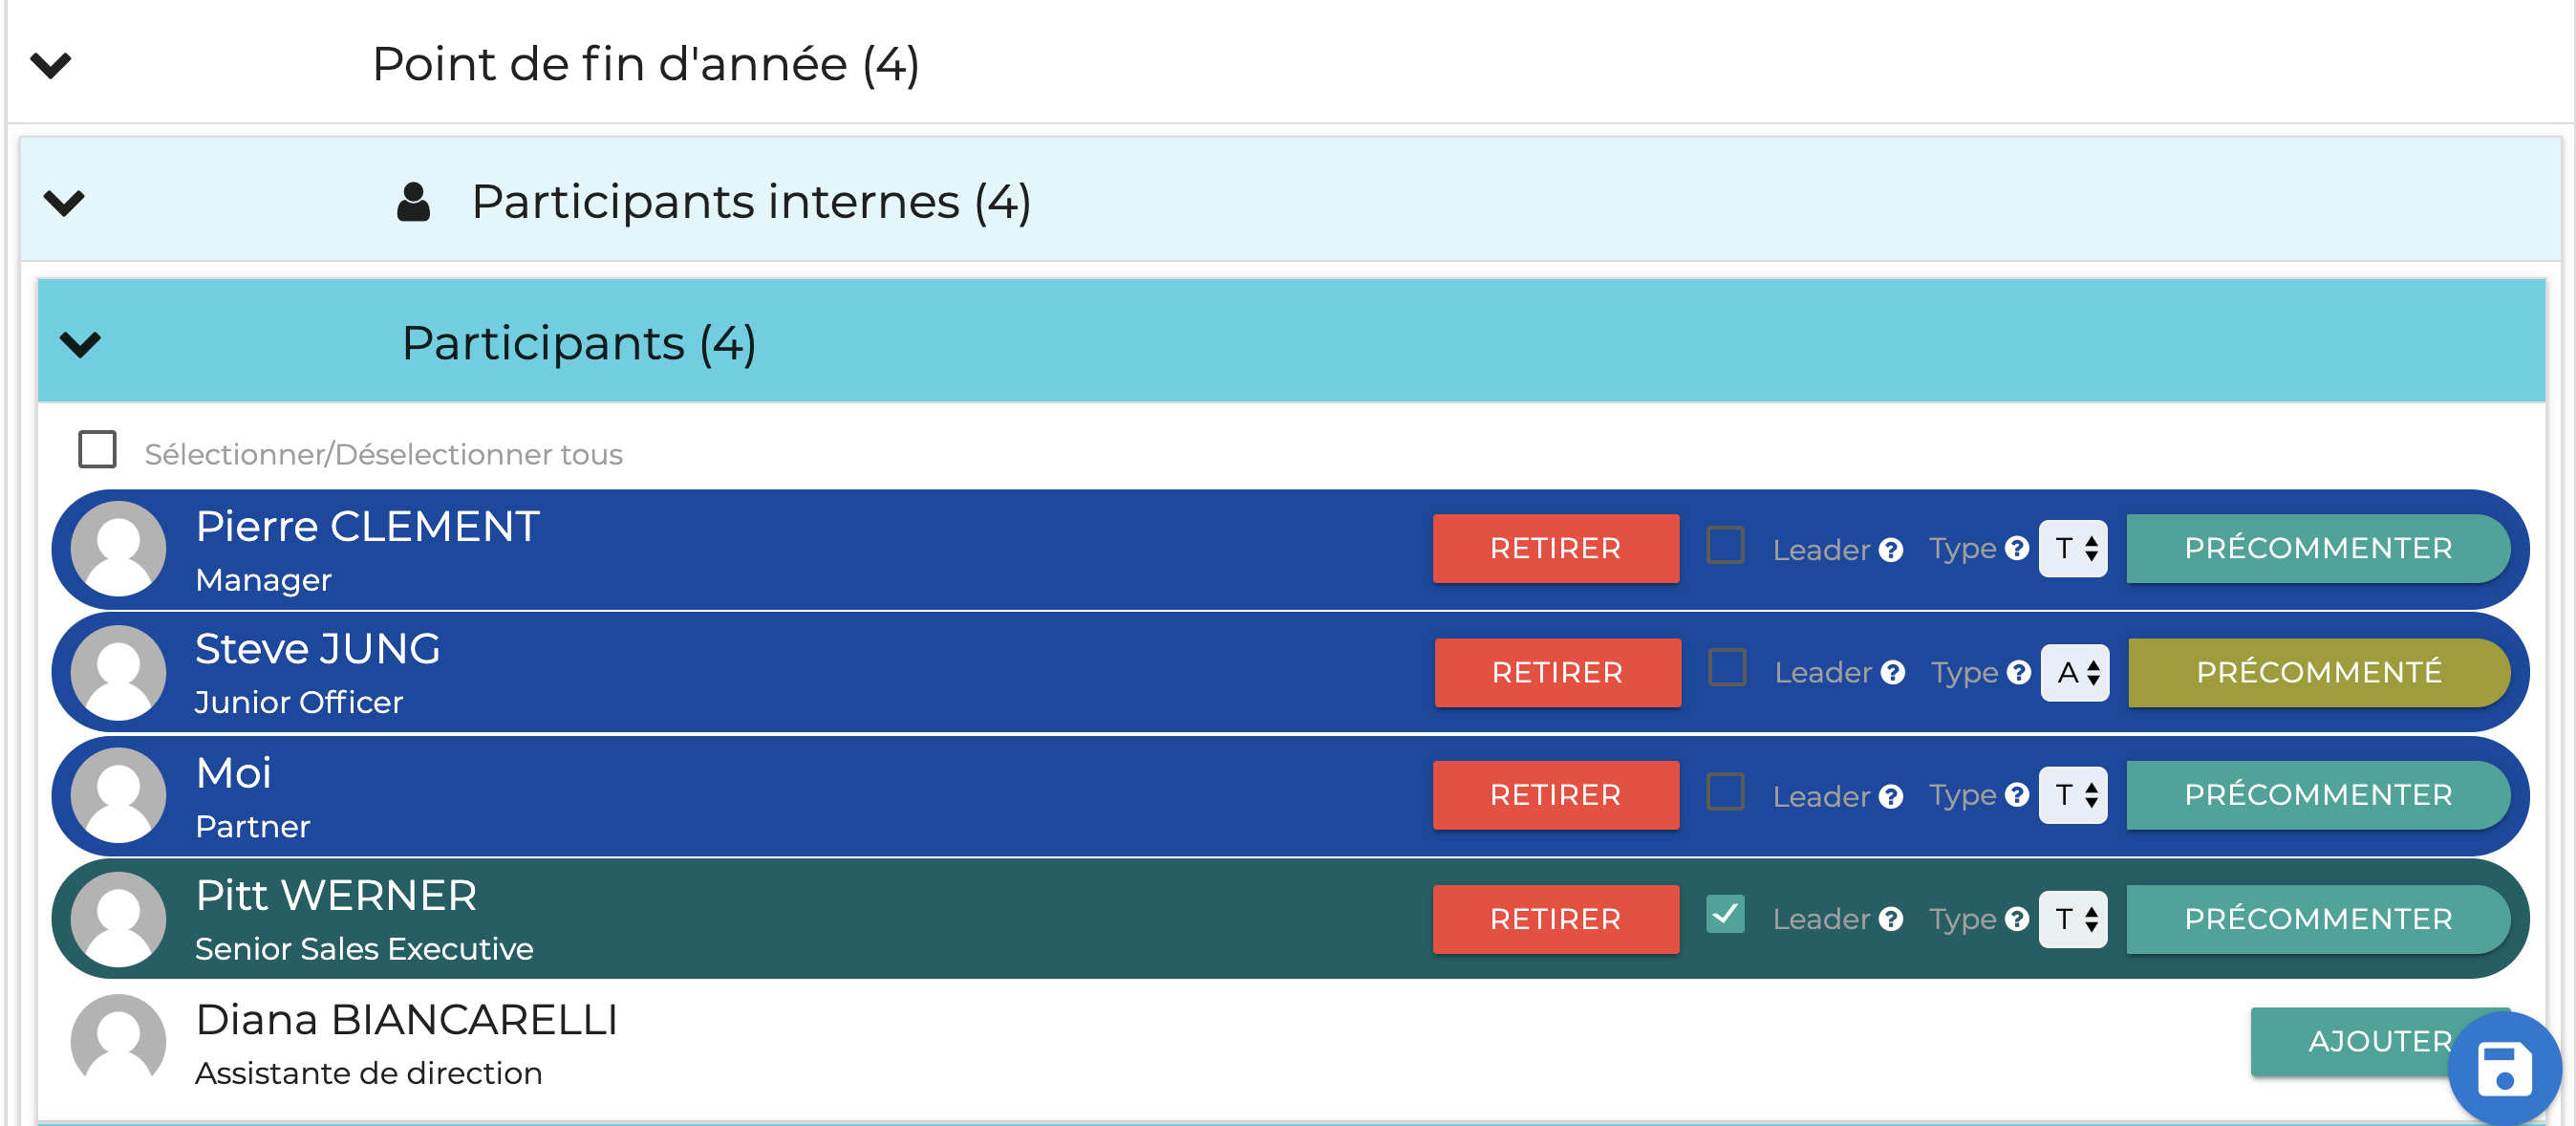 Point de fin d'année (4)
Participants internes (4)
Participants (4)
Sélectionner/Déselectionner tous
Pierre CLEMENT
Manager
RETIRER Leader ? Type ? T PRÉCOMMENTER
Steve JUNG
Junior Officer
RETIRER Leader ? Type ? A PRÉCOMMENTÉ
Moi
Partner
RETIRER Leader ? Type ? T PRÉCOMMENTER
Pitt WERNER
Senior Sales Executive
RETIRER Leader ? Type ? T PRÉCOMMENTER
Diana BIANCARELLI
Assistante de direction
AJOUTER